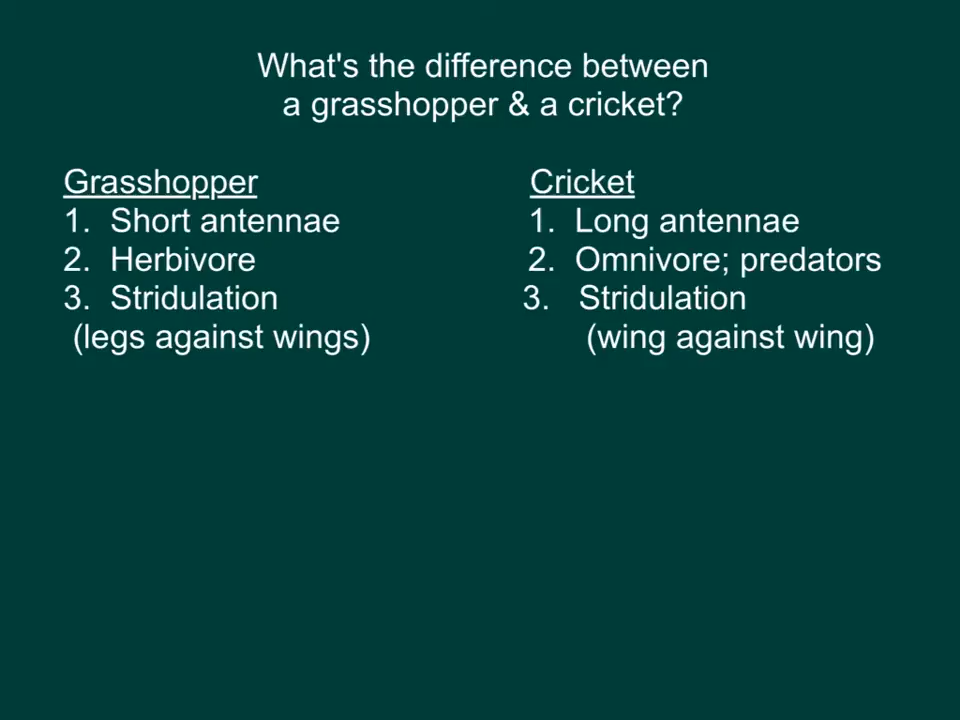 What's the difference between
a grasshopper & a cricket?
Grasshopper
1. Short antennae
2. Herbivore
3. Stridulation
(legs against wings)
Cricket
1. Long antennae
2. Omnivore; predators
3. Stridulation
(wing against wing)